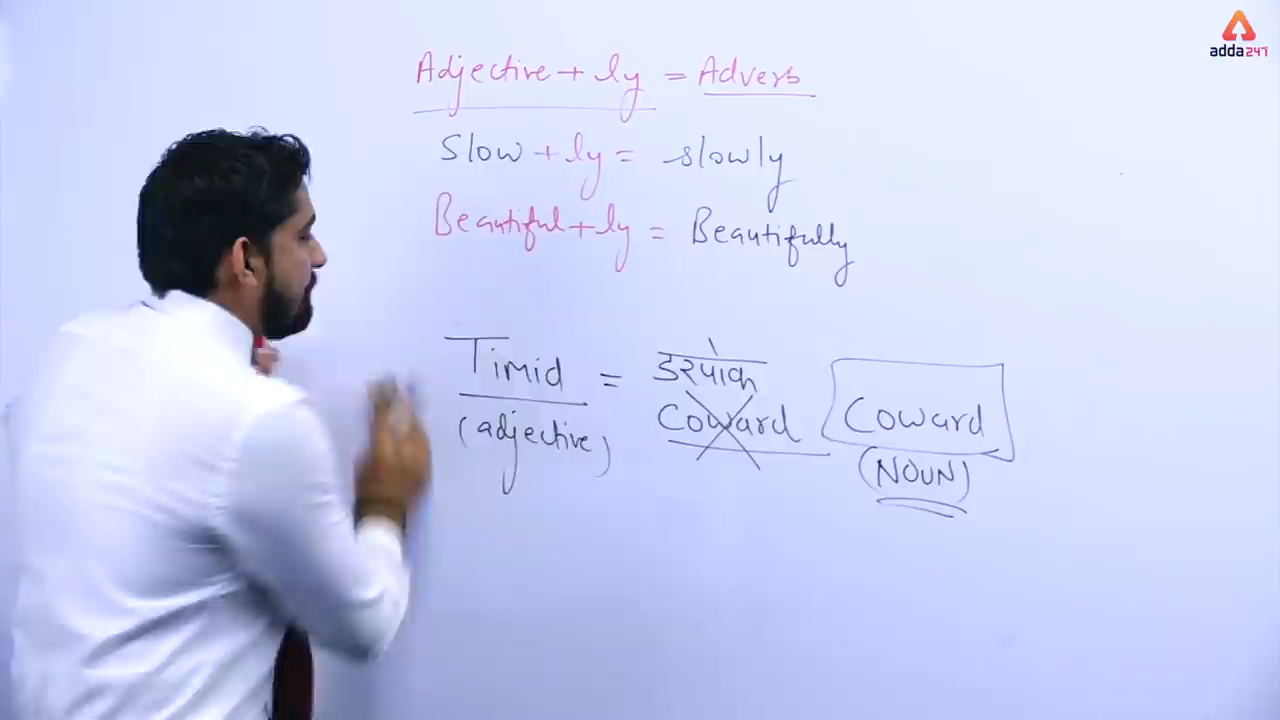 adda247
Adjective + ly = Adverb
Slow + ly = slowly
Beautiful + ly = Beautifully
Timid = डरपोक
(adjective) Coward Coward
(NOUN)